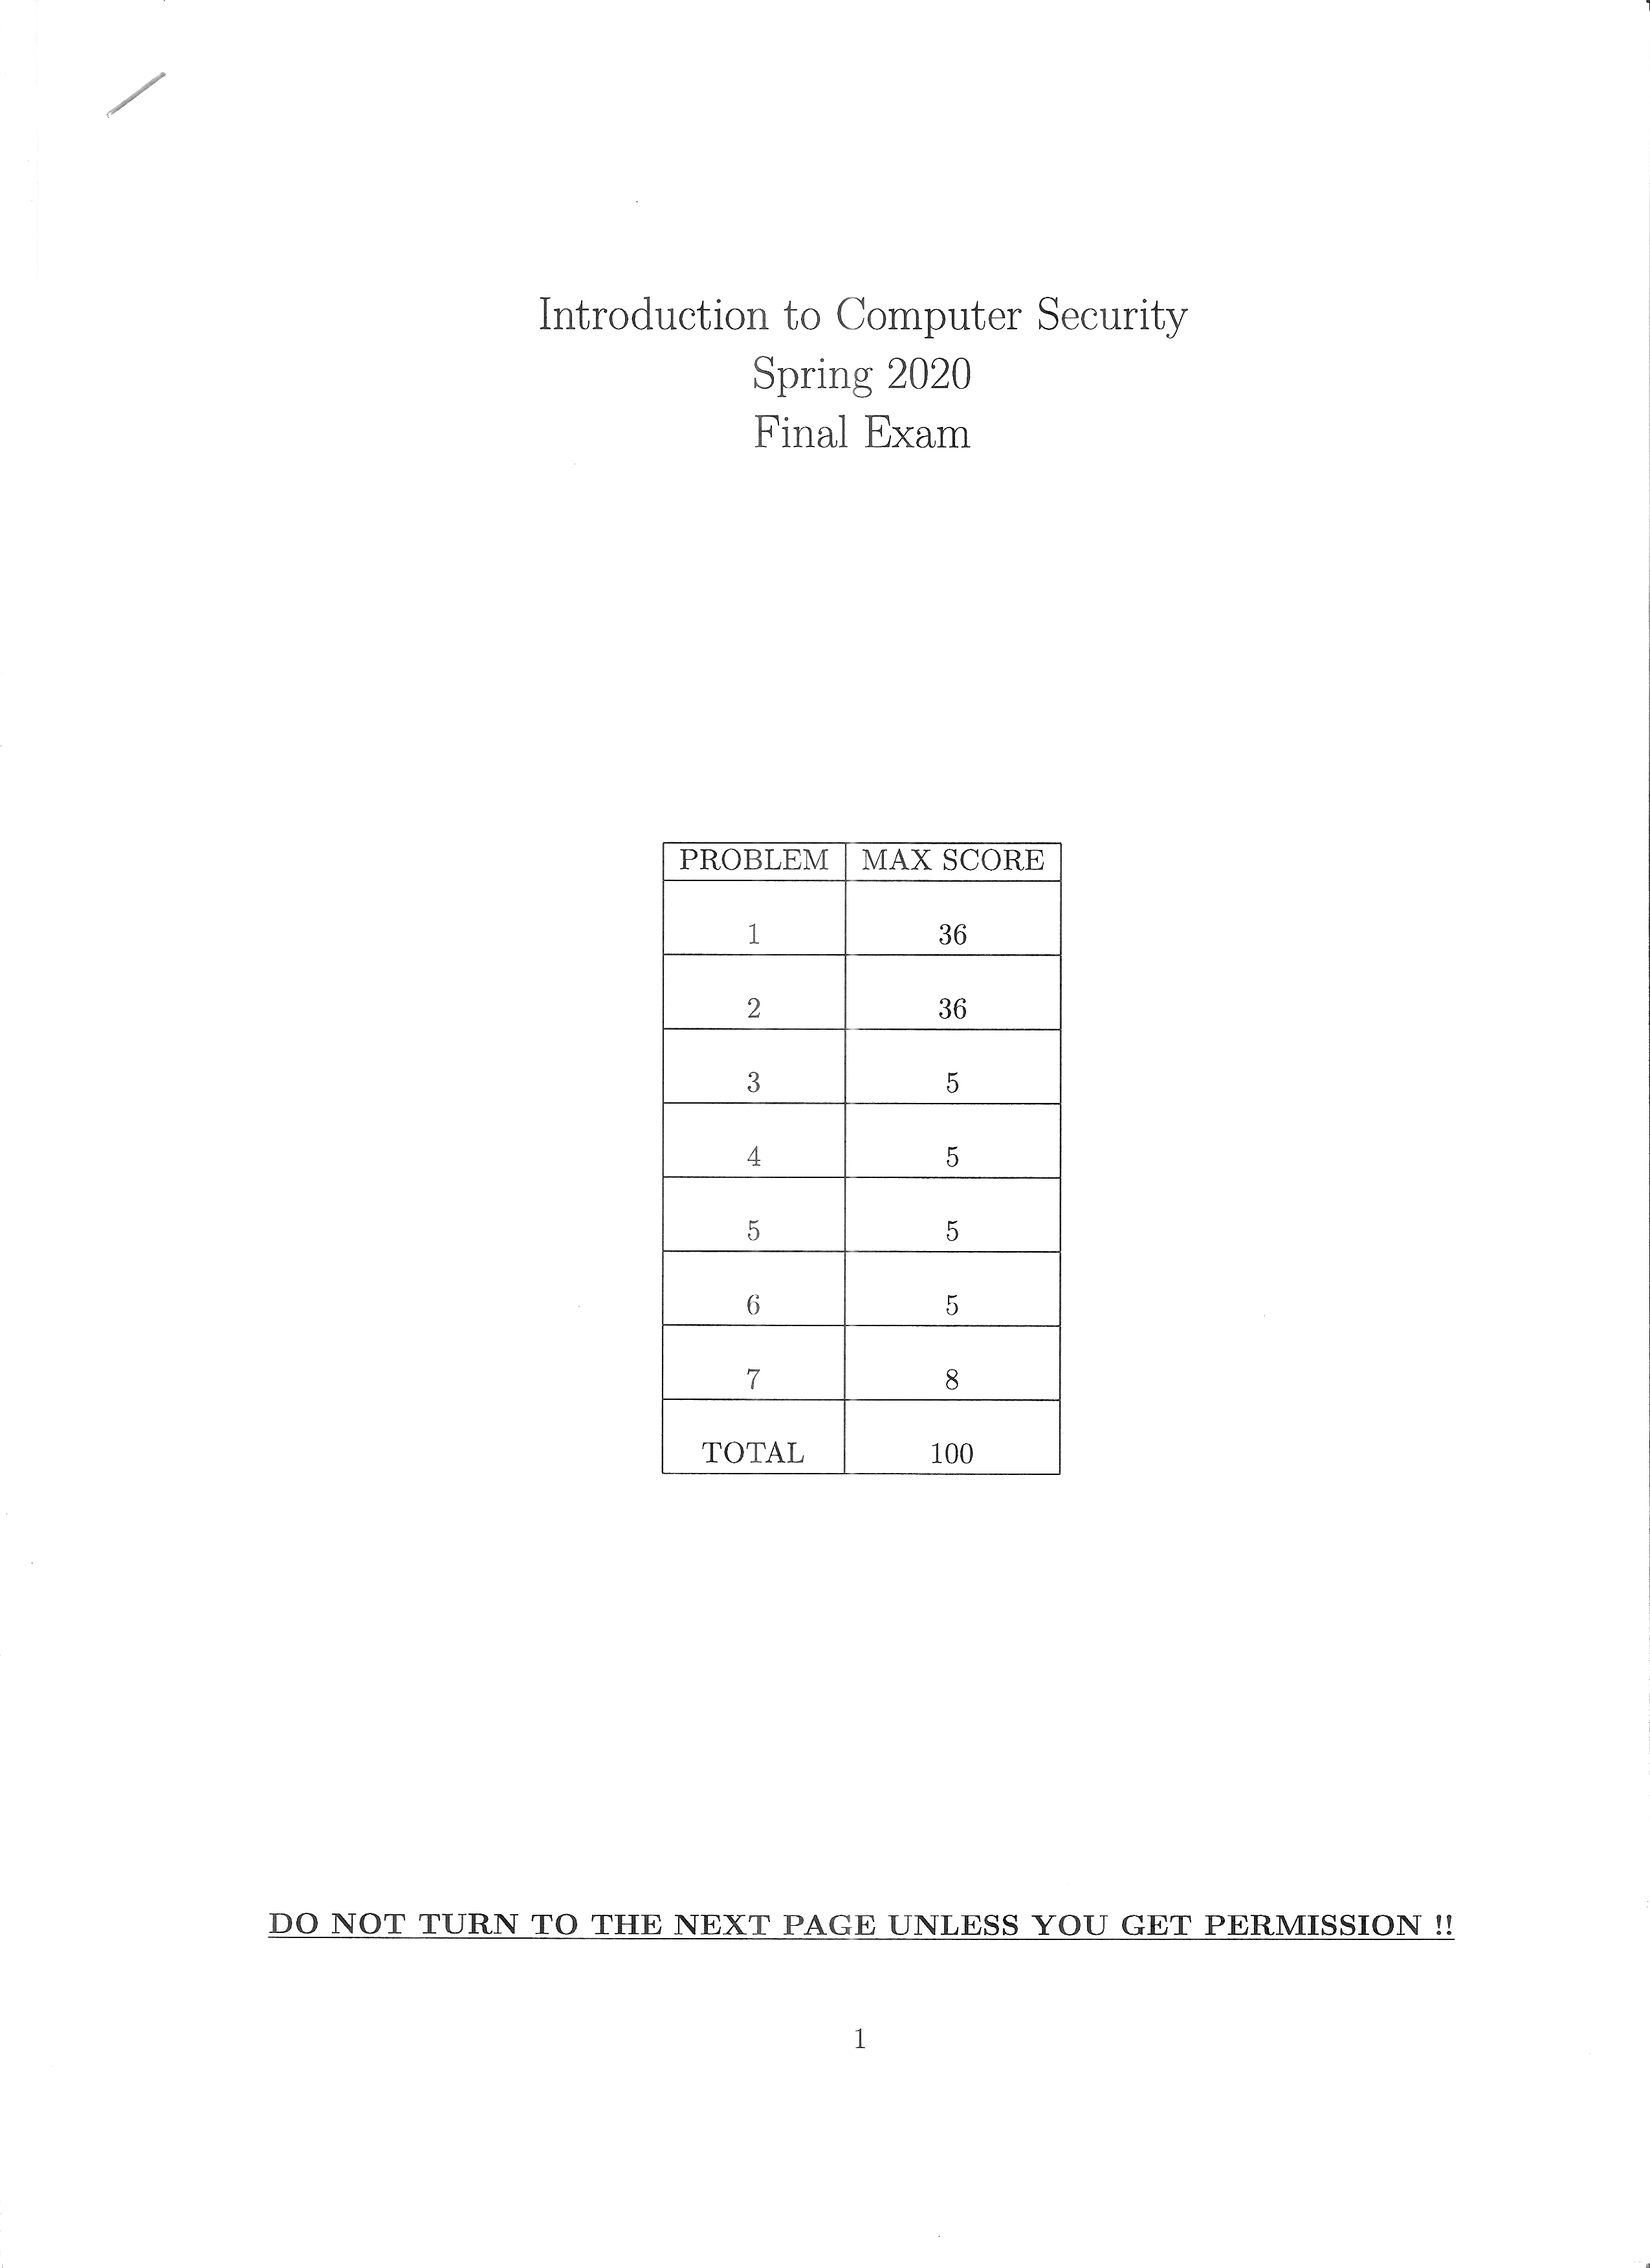 Introduction to Computer Security
Spring 2020
Final Exam
PROBLEM MAX SCORE
1 36
2 36
3 5
4 5
5 5
6 5
7 8
TOTAL 100
DO NOT TURN TO THE NEXT PAGE UNLESS YOU GET PERMISSION !!
1